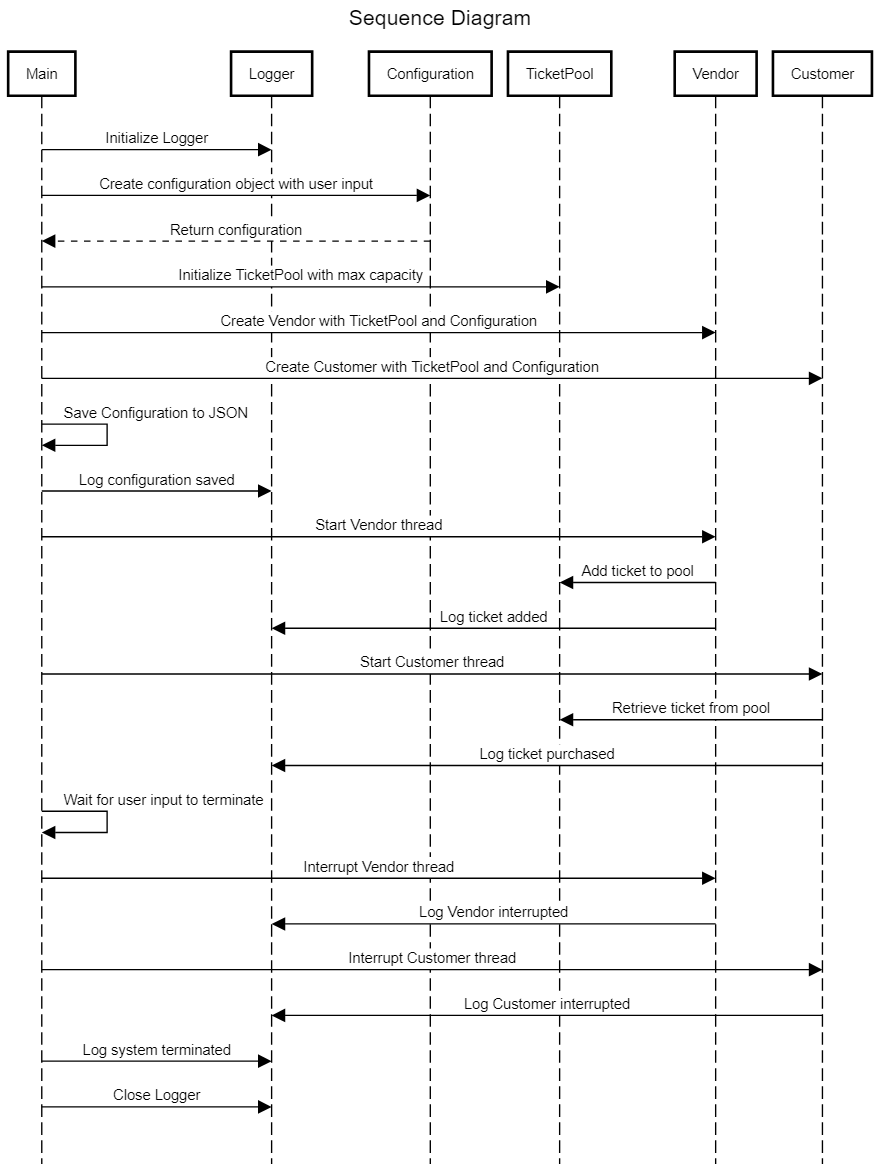 Sequence Diagram
Main
Logger
Configuration
TicketPool
Vendor
Customer
Initialize Logger
Create configuration object with user input
Return configuration
Initialize TicketPool with max capacity
Create Vendor with TicketPool and Configuration
Create Customer with TicketPool and Configuration
Save Configuration to JSON
Log configuration saved
Start Vendor thread
Add ticket to pool
Log ticket added
Start Customer thread
Retrieve ticket from pool
Log ticket purchased
Wait for user input to terminate
Interrupt Vendor thread
Log Vendor interrupted
Interrupt Customer thread
Log Customer interrupted
Log system terminated
Close Logger